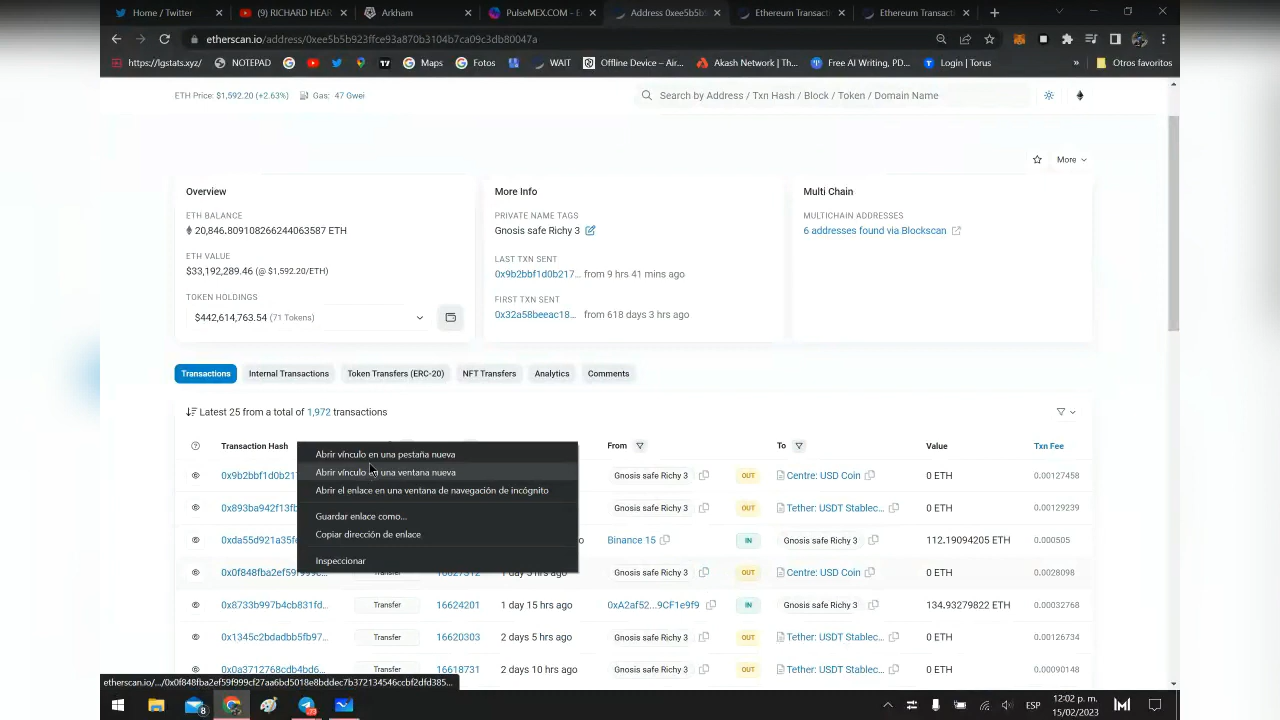 Home / Twitter
(9) RICHARD HEAR
Arkham
PulseMEX.COM - E
Address 0xee5b5
Ethereum Transacti
Ethereum Transact
etherscan.io/address/0xee5b5b923ffce93a870b3104b7ca09c3db80047a
https://lgstats.xyz/
NOTEPAD
Maps
Fotos
WAIT
Offline Device – Air...
Akash Network | Th...
Free AI Writing, PD...
Login | Torus
»
Otros favoritos
ETH Price: $1,592.20 (+2.63%)
Gas: 47 Gwei
Search by Address / Txn Hash / Block / Token / Domain Name
More
Overview
ETH BALANCE
20,846.809108266244063587 ETH
ETH VALUE
$33,192,289.46 (@ $1,592.20/ETH)
TOKEN HOLDINGS
$442,614,763.54 (71 Tokens)
More Info
PRIVATE NAME TAGS
Gnosis safe Richy 3
LAST TXN SENT
0x9b2bbf1d0b217... from 9 hrs 41 mins ago
FIRST TXN SENT
0x32a58beeac18... from 618 days 3 hrs ago
Multi Chain
MULTICHAIN ADDRESSES
6 addresses found via Blockscan
Transactions
Internal Transactions
Token Transfers (ERC-20)
NFT Transfers
Analytics
Comments
Latest 25 from a total of 1,972 transactions
Transaction Hash
From
To
Value
Txn Fee
Abrir vínculo en una pestaña nueva
Abrir vínculo en una ventana nueva
Abrir el enlace en una ventana de navegación de incógnito
Guardar enlace como...
Copiar dirección de enlace
Inspeccionar
0x9b2bbf1d0b21 Gnosis safe Richy 3 OUT Centre: USD Coin 0 ETH 0.00127458
0x893ba942f13f Gnosis safe Richy 3 OUT Tether: USDT Stablec... 0 ETH 0.00129239
0xda55d921a35f Binance 15 IN Gnosis safe Richy 3 112.19094205 ETH 0.000505
0x0f848fba2ef59f999c... Transfer 16627312 1 day 5 hrs ago Gnosis safe Richy 3 OUT Centre: USD Coin 0 ETH 0.0028098
0x8733b997b4cb831fd... Transfer 16624201 1 day 15 hrs ago 0xA2af52...9CF1e9f9 IN Gnosis safe Richy 3 134.93279822 ETH 0.00032768
0x1345c2bdadbb5fb97... Transfer 16620303 2 days 5 hrs ago Gnosis safe Richy 3 OUT Tether: USDT Stablec... 0 ETH 0.00126734
0x0a3712768cdb4bd6... Transfer 16618731 2 days 10 hrs ago Gnosis safe Richy 3 OUT Tether: USDT Stablec... 0 ETH 0.00090148
etherscan.io/.../0x0f848fba2ef59f999cf27aa6bd5018e8bddec7b372134546ccbf2dfd385...
ESP
12:02 p. m.
15/02/2023